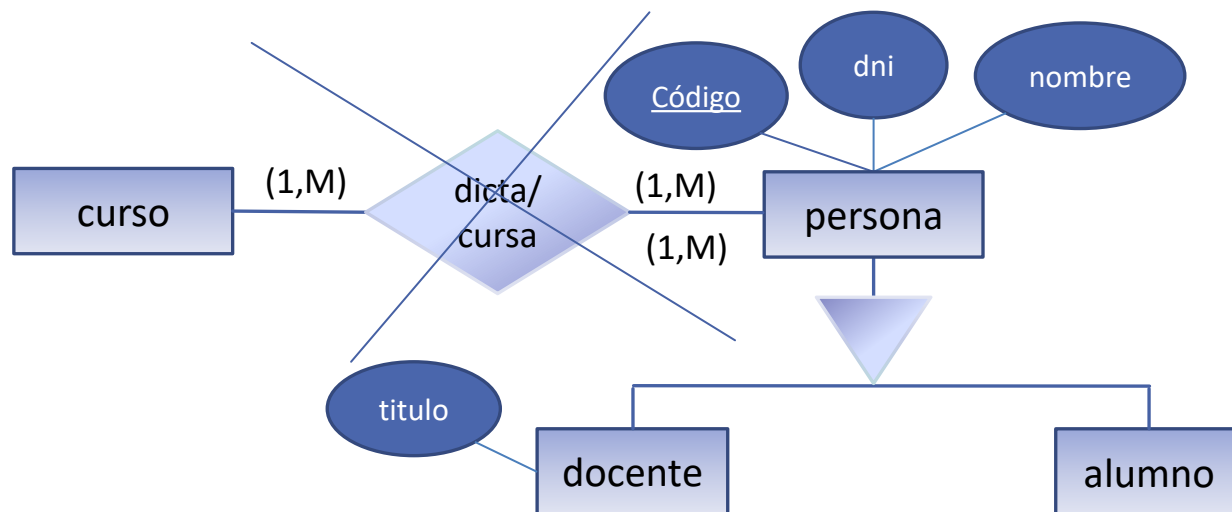 dni
nombre
Código
(1,M)
(1,M)
curso
dicta/
cursa
persona
(1,M)
titulo
docente
alumno